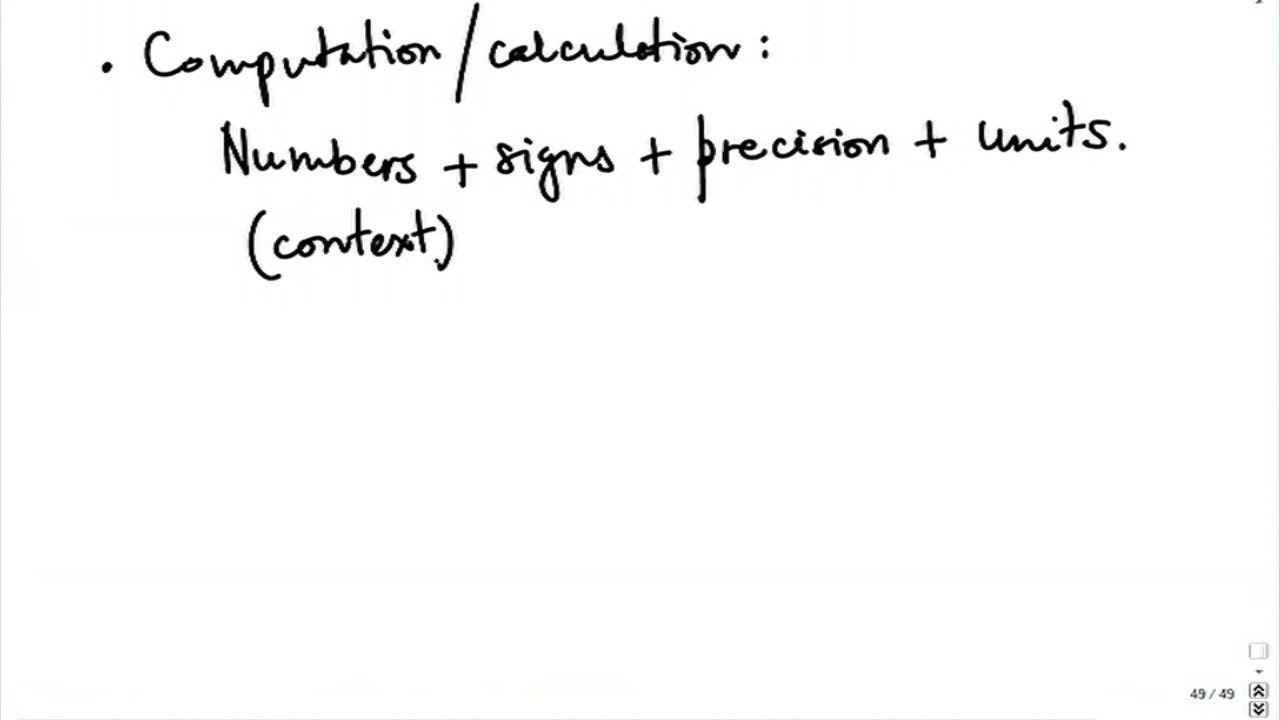 • Computation/calculation:
Numbers + signs + precision + units.
(context)
49 / 49